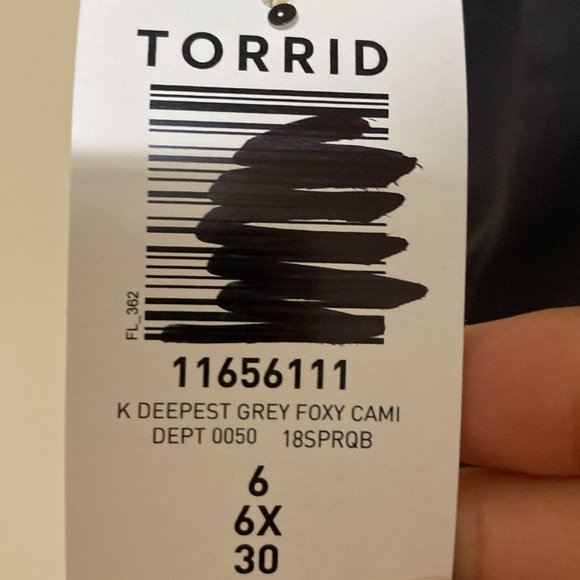 TORRID
FL_362
11656111
K DEEPEST GREY FOXY CAMI
DEPT 0050 18SPRQB
6
6X
30